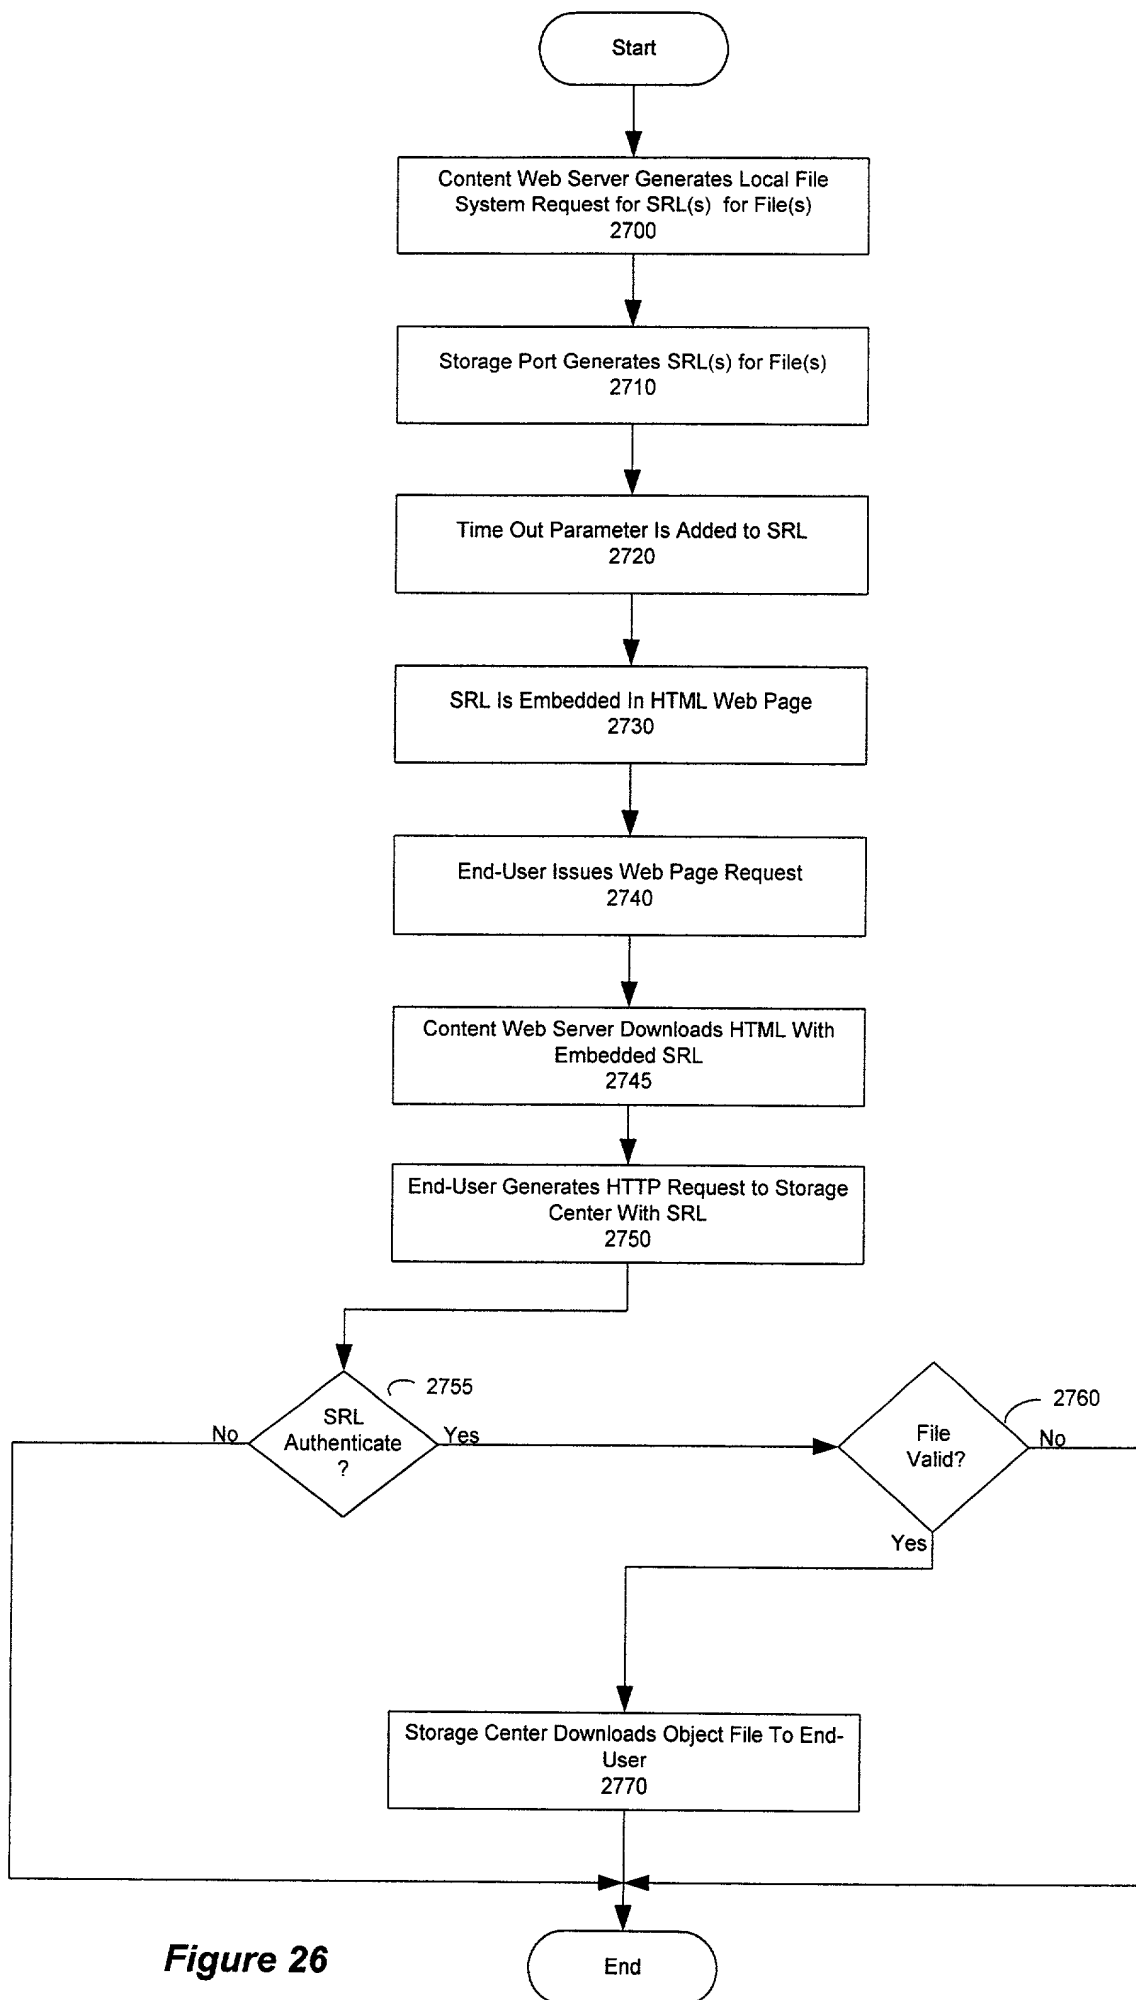 Start
Content Web Server Generates Local File
System Request for SRL(s) for File(s)
2700
Storage Port Generates SRL(s) for File(s)
2710
Time Out Parameter Is Added to SRL
2720
SRL Is Embedded In HTML Web Page
2730
End-User Issues Web Page Request
2740
Content Web Server Downloads HTML With
Embedded SRL
2745
End-User Generates HTTP Request to Storage
Center With SRL
2750
2755
SRL
Authenticate
?
No
Yes
2760
File
Valid?
No
Yes
Storage Center Downloads Object File To End-
User
2770
End
Figure 26